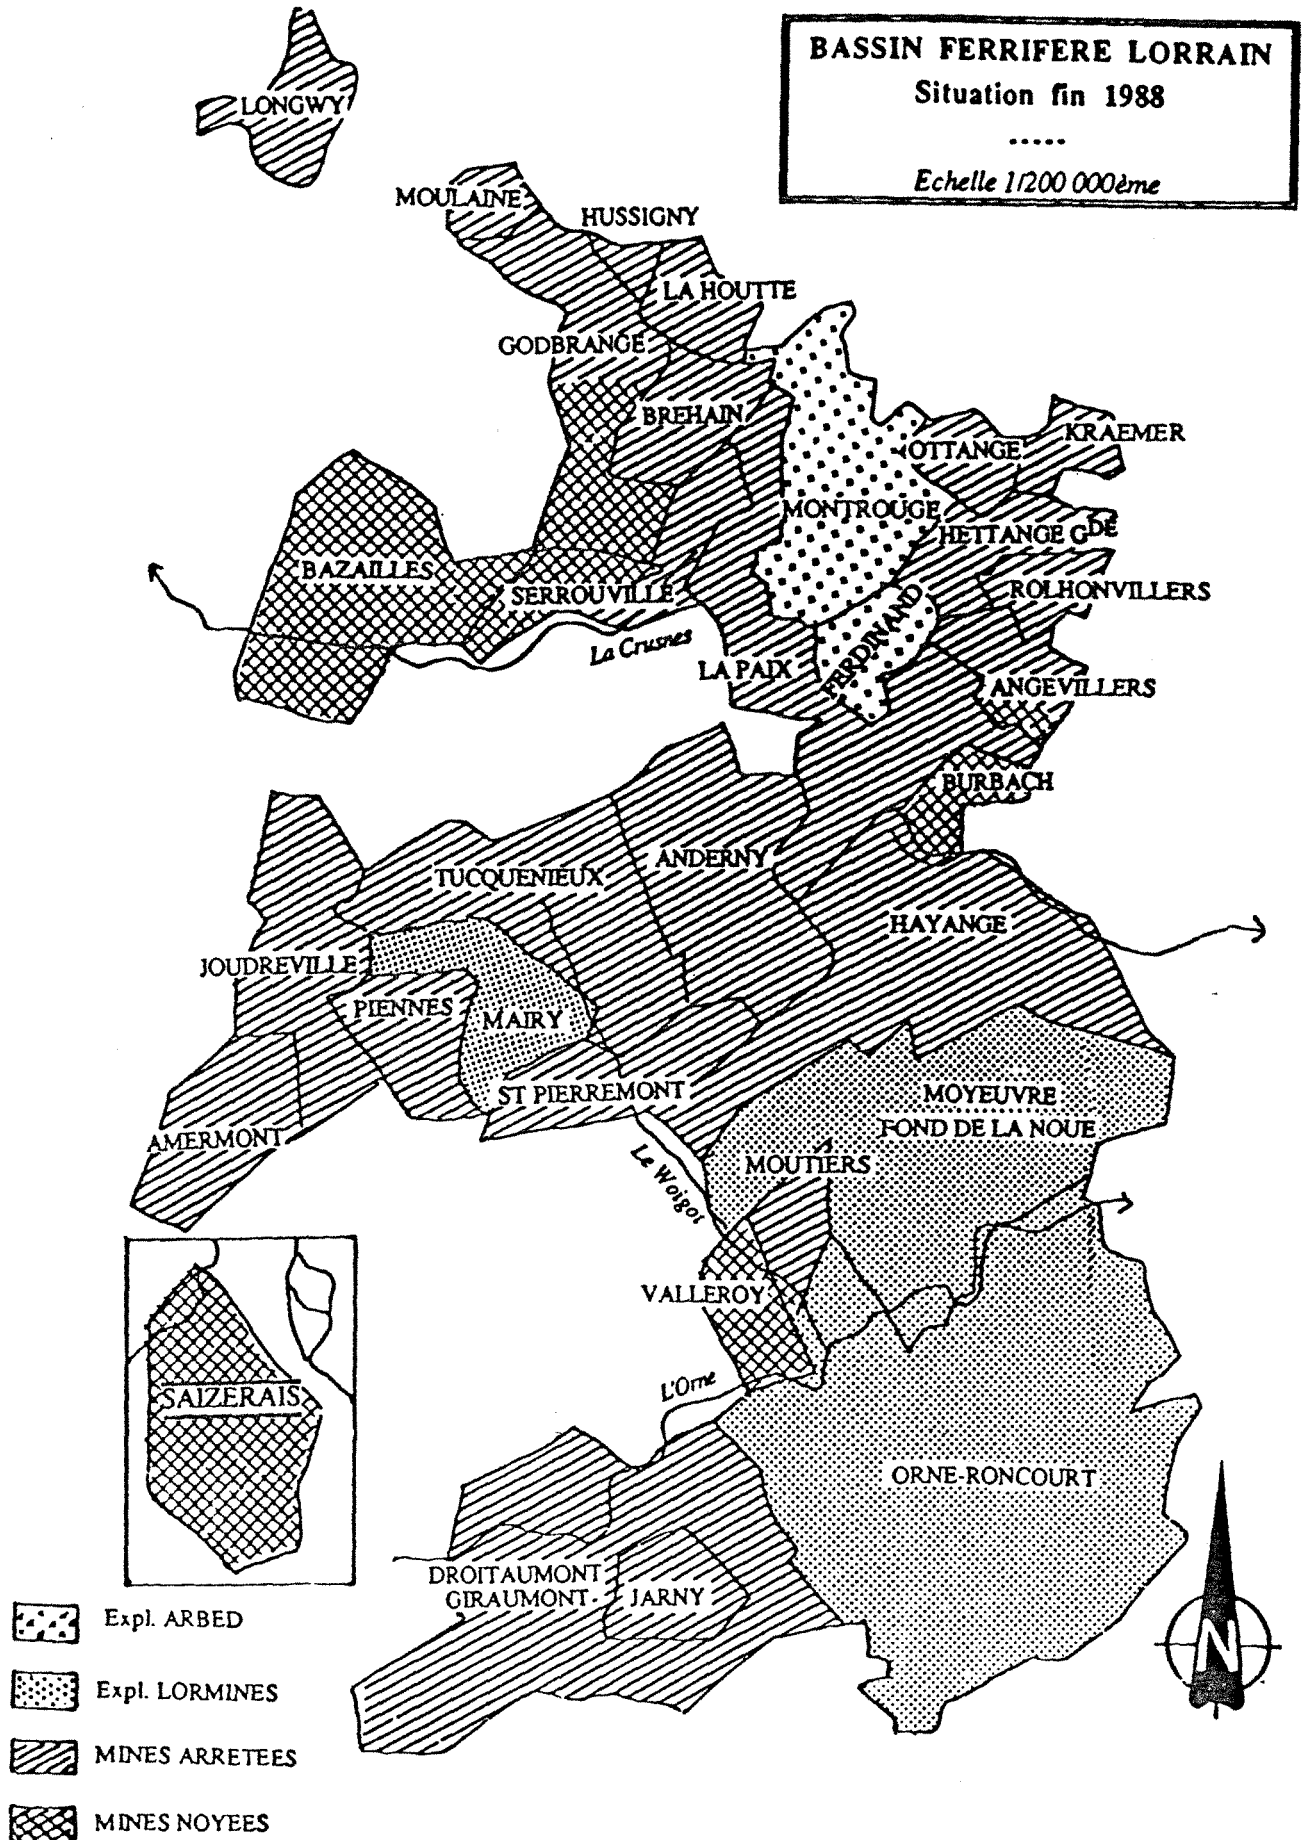 BASSIN FERRIFERE LORRAIN
Situation fin 1988
.....
Echelle 1/200 000ème
LONGWY
MOULAINE
HUSSIGNY
LA HOUTTE
GODBRANGE
BREHAIN
OTTANGE
KRAEMER
MONTROUGE
HETTANGE GDE
BAZAILLES
SERROUVILLE
ROLHONVILLERS
FERDINAND
La Crusnes
LA PAIX
ANGEVILLERS
BURBACH
ANDERNY
TUCQUENIEUX
HAYANGE
JOUDREVILLE
PIENNES
MAIRY
ST PIERREMONT
MOYEUVRE
FOND DE LA NOUE
AMERMONT
MOUTIERS
Le Woigot
VALLEROY
L'Orne
SAIZERAIS
ORNE-RONCOURT
DROITAUMONT
GIRAUMONT
JARNY
N
Expl. ARBED
Expl. LORMINES
MINES ARRETEES
MINES NOYEES